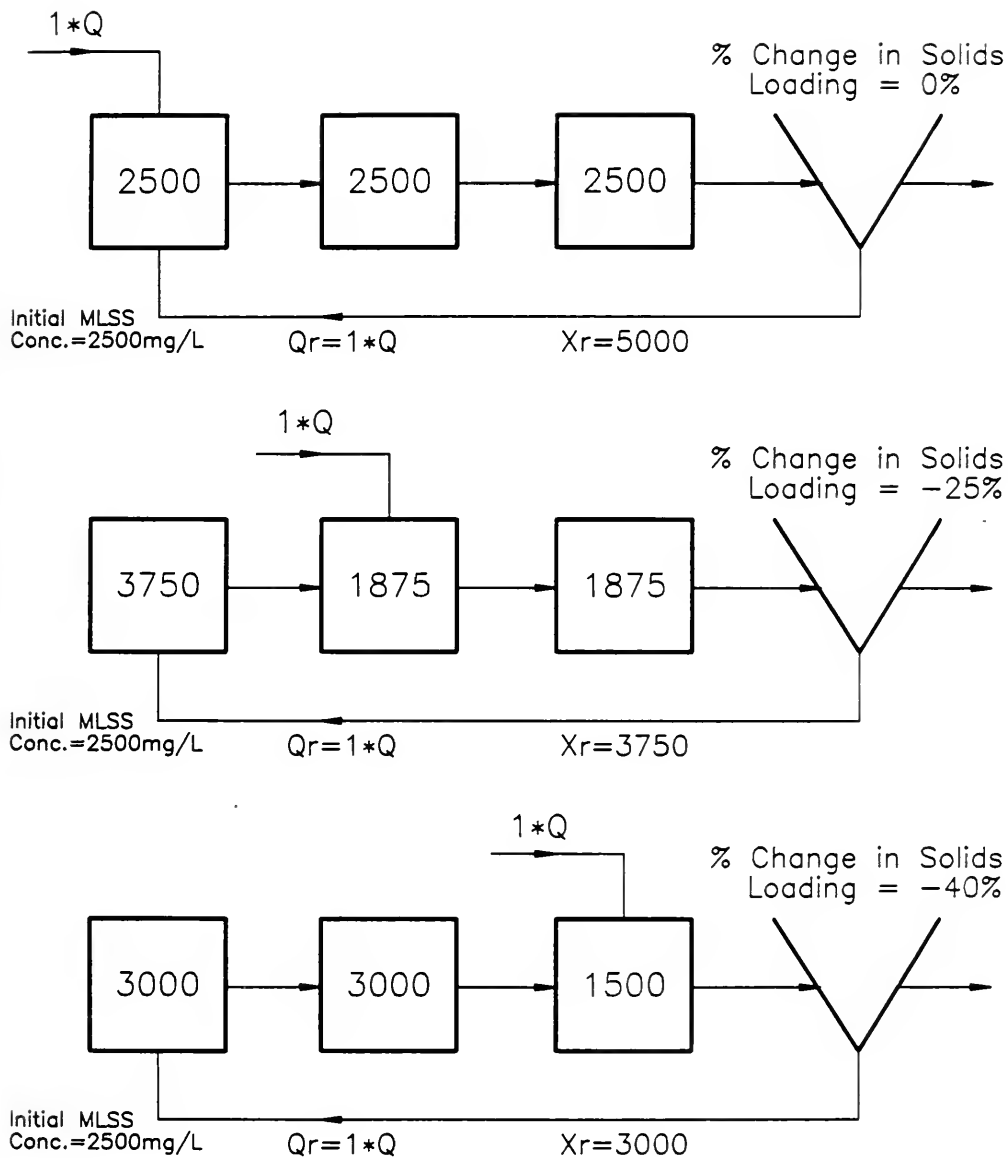 1*Q
% Change in Solids
Loading = 0%
2500
2500
2500
Initial MLSS
Conc.=2500mg/L
Qr=1*Q
Xr=5000
1*Q
% Change in Solids
Loading = -25%
3750
1875
1875
Initial MLSS
Conc.=2500mg/L
Qr=1*Q
Xr=3750
1*Q
% Change in Solids
Loading = -40%
3000
3000
1500
Initial MLSS
Conc.=2500mg/L
Qr=1*Q
Xr=3000